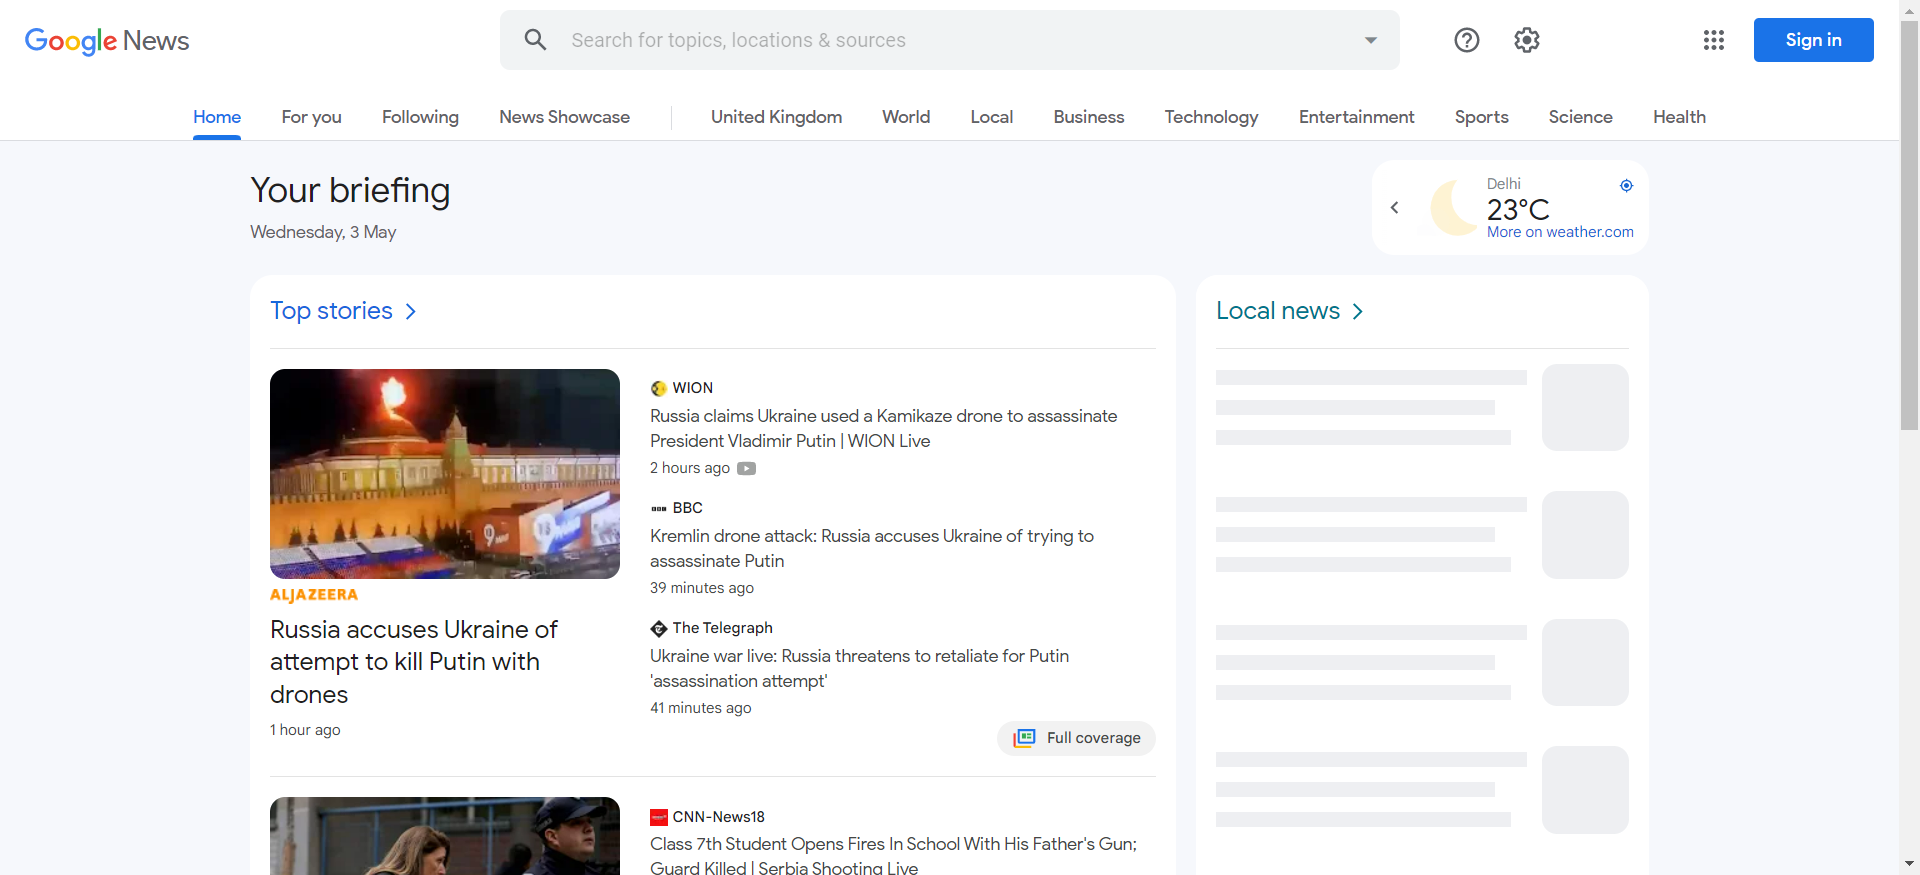 Google News
Search for topics, locations & sources
Sign in
Home
For you
Following
News Showcase
United Kingdom
World
Local
Business
Technology
Entertainment
Sports
Science
Health
Your briefing
Wednesday, 3 May
Delhi
23°C
More on weather.com
Top stories
ALJAZEERA
Russia accuses Ukraine of
attempt to kill Putin with
drones
1 hour ago
WION
Russia claims Ukraine used a Kamikaze drone to assassinate
President Vladimir Putin | WION Live
2 hours ago
BBC
Kremlin drone attack: Russia accuses Ukraine of trying to
assassinate Putin
39 minutes ago
The Telegraph
Ukraine war live: Russia threatens to retaliate for Putin
'assassination attempt'
41 minutes ago
Full coverage
CNN-News18
Class 7th Student Opens Fires In School With His Father's Gun;
Guard Killed | Serbia Shooting Live
Local news